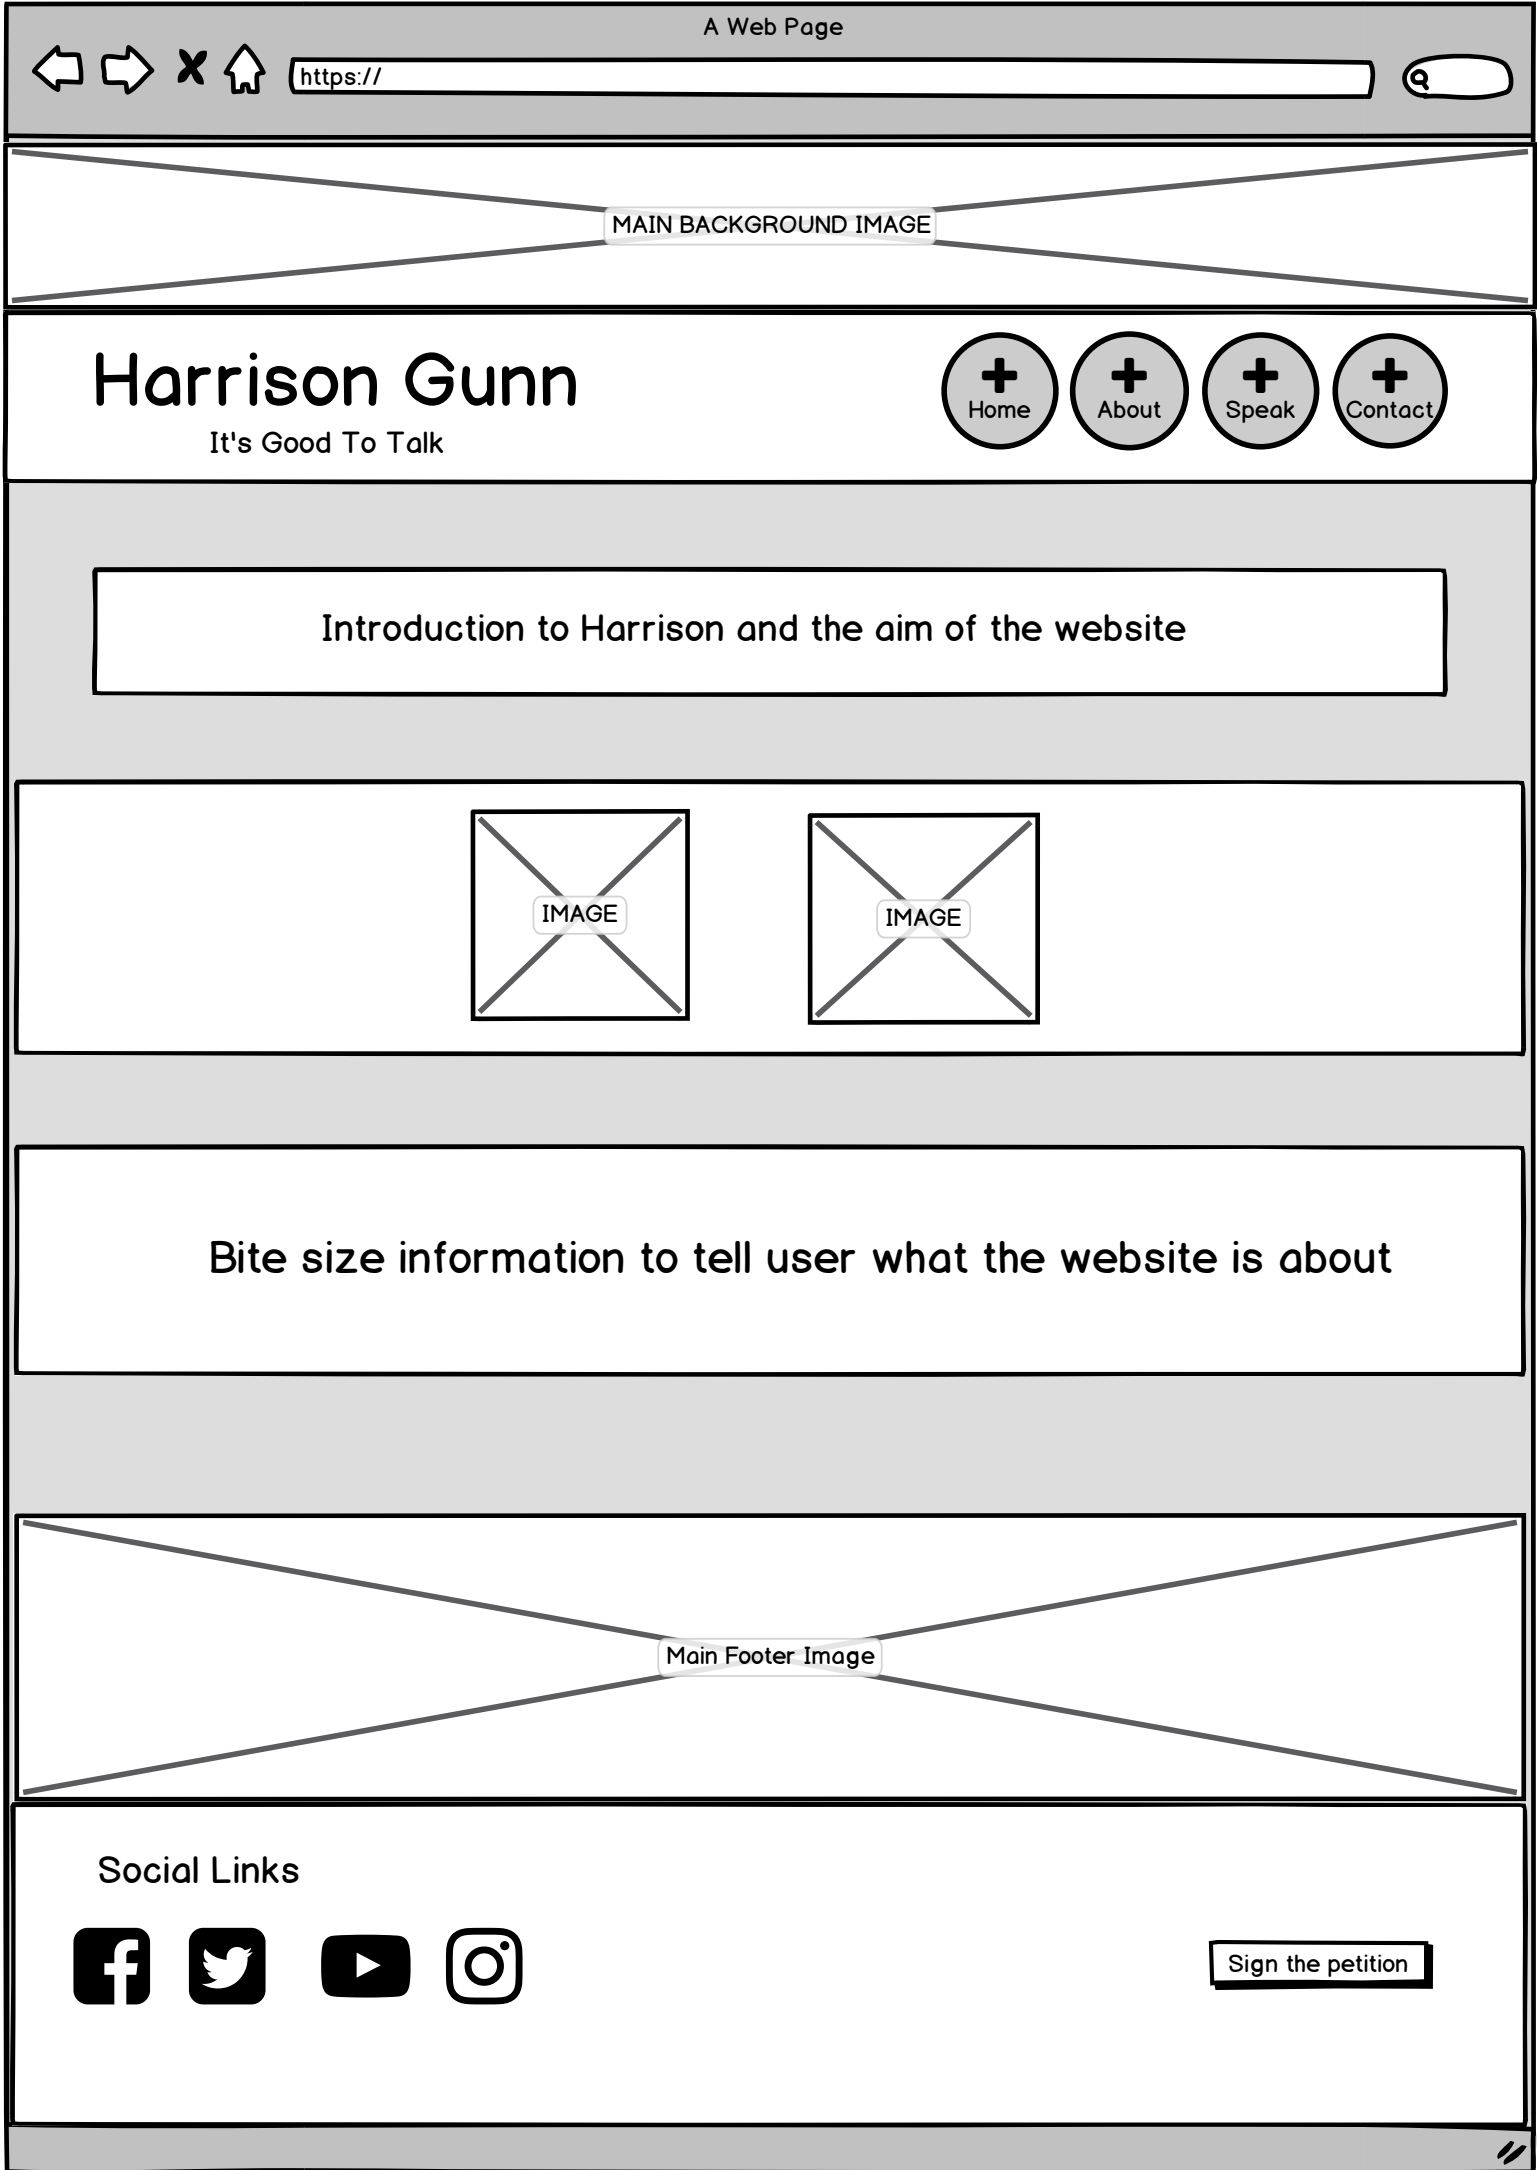 A Web Page
https://
MAIN BACKGROUND IMAGE
Harrison Gunn
It's Good To Talk
Home
About
Speak
Contact
Introduction to Harrison and the aim of the website
IMAGE
IMAGE
Bite size information to tell user what the website is about
Main Footer Image
Social Links
Sign the petition